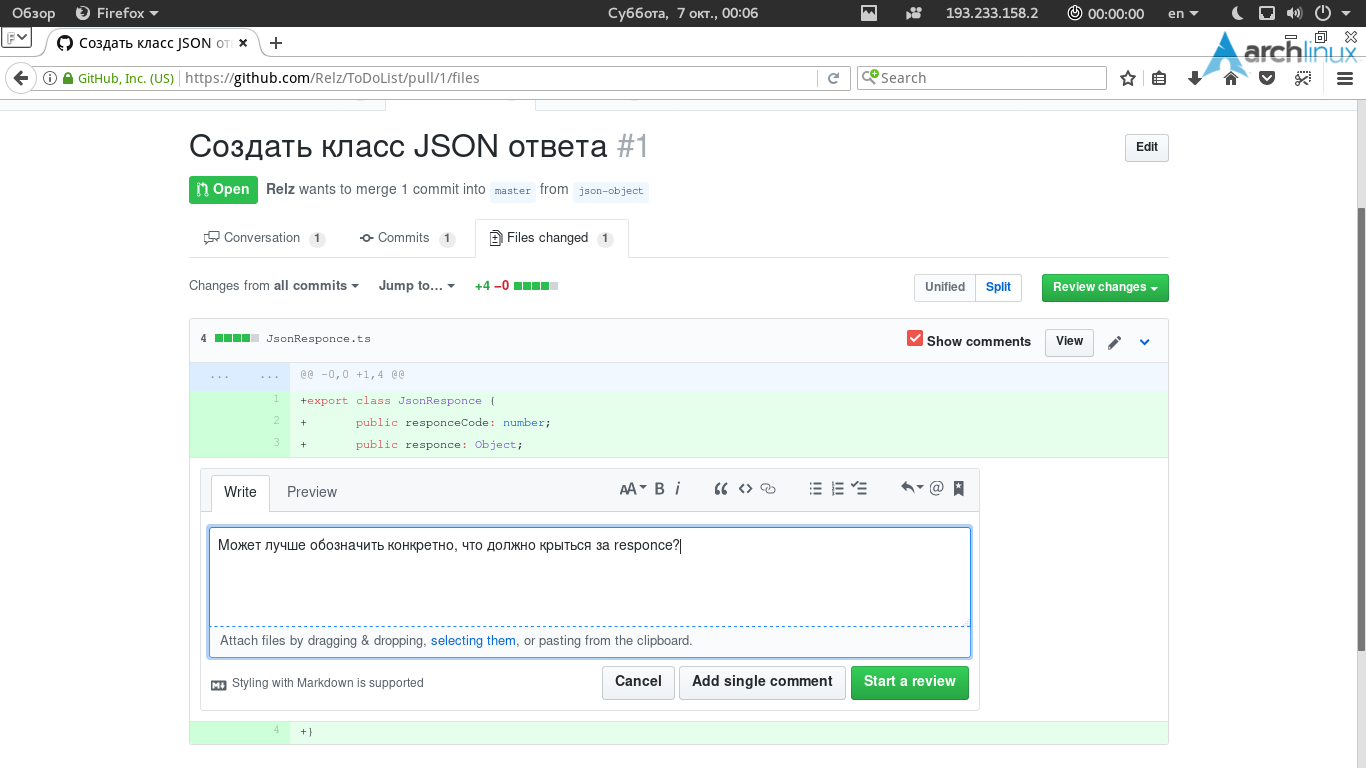 Обзор Firefox Суббота, 7 окт., 00:06 193.233.158.2 00:00:00 en
F Создать класс JSON от
archlinux
GitHub, Inc. (US) https://github.com/Relz/ToDoList/pull/1/files Search
Создать класс JSON ответа #1 Edit
Open Relz wants to merge 1 commit into master from json-object
Conversation 1 Commits 1 Files changed 1
Changes from all commits Jump to... +4 −0 Unified Split Review changes
4 JsonResponce.ts Show comments View
... ... @@ -0,0 +1,4 @@
1 +export class JsonResponce {
2 + public responceCode: number;
3 + public responce: Object;
Write Preview AA B i
Может лучше обозначить конкретно, что должно крыться за responce?
Attach files by dragging & dropping, selecting them, or pasting from the clipboard.
Styling with Markdown is supported Cancel Add single comment Start a review
4 +}